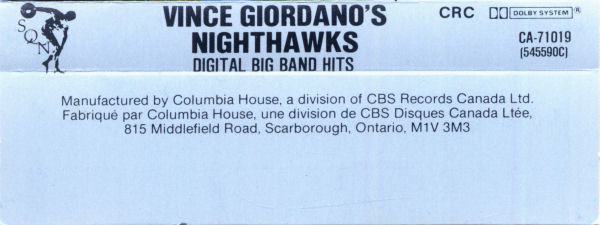 SQN
VINCE GIORDANO'S
NIGHTHAWKS
DIGITAL BIG BAND HITS
CRC DOLBY SYSTEM ®
CA-71019
(545590C)
Manufactured by Columbia House, a division of CBS Records Canada Ltd.
Fabriqué par Columbia House, une division de CBS Disques Canada Ltée,
815 Middlefield Road, Scarborough, Ontario, M1V 3M3